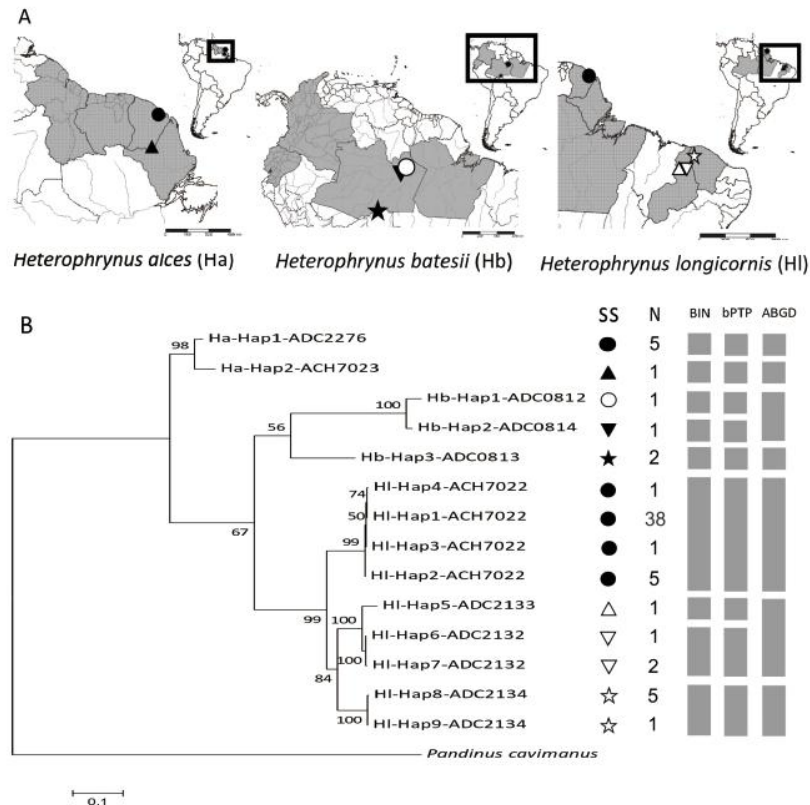 A
Heterophrynus alces (Ha)
Heterophrynus batesii (Hb)
Heterophrynus longicornis (Hl)
B
SS N BIN bPTP ABGD
98
Ha-Hap1-ADC2276 5
Ha-Hap2-ACH7023 1
100
Hb-Hap1-ADC0812 1
Hb-Hap2-ADC0814 1
56
Hb-Hap3-ADC0813 2
67
74
Hl-Hap4-ACH7022 1
50
Hl-Hap1-ACH7022 38
99
Hl-Hap3-ACH7022 1
Hl-Hap2-ACH7022 5
99
100
Hl-Hap5-ADC2133 1
Hl-Hap6-ADC2132 1
100
Hl-Hap7-ADC2132 2
84
Hl-Hap8-ADC2134 5
100
Hl-Hap9-ADC2134 1
Pandinus cavimanus
0.1